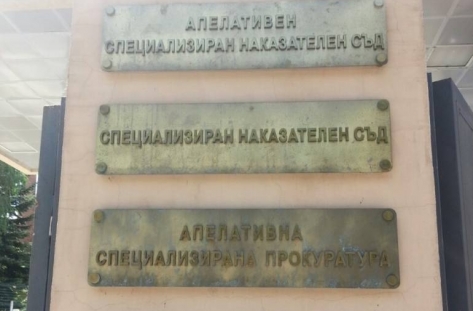 АПЕЛАТИВЕН
СПЕЦИАЛИЗИРАН НАКАЗАТЕЛЕН СЪД
СПЕЦИАЛИЗИРАН НАКАЗАТЕЛЕН СЪД
АПЕЛАТИВНА
СПЕЦИАЛИЗИРАНА ПРОКУРАТУРА